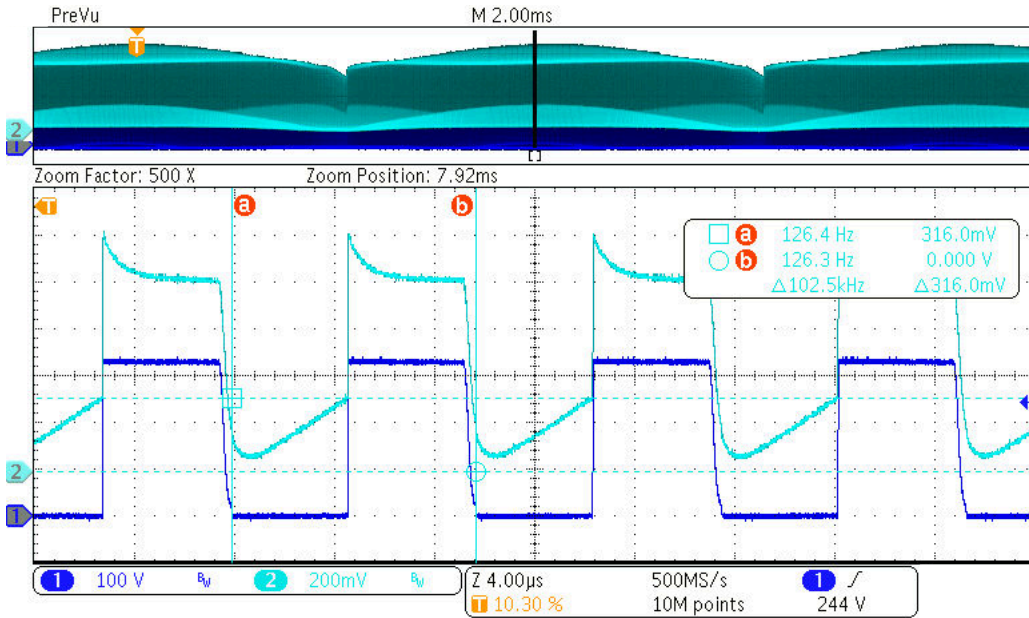 PreVu M 2.00ms
T
2
1
[]
Zoom Factor: 500 X Zoom Position: 7.92ms
T a b
a 126.4 Hz 316.0mV
b 126.3 Hz 0.000 V
Δ102.5kHz Δ316.0mV
2
1
1 100 V BW 2 200mV BW Z 4.00µs 500MS/s 1
T 10.30 % 10M points 244 V